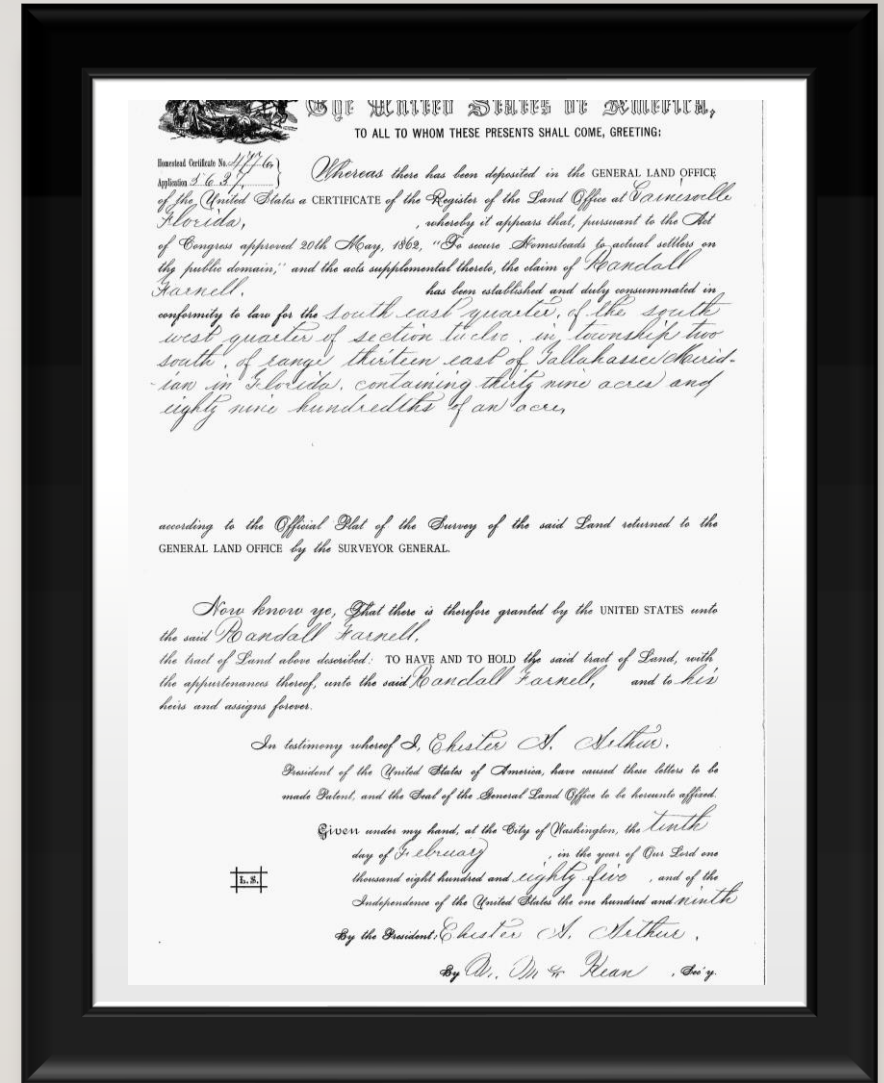 The United States of America,
TO ALL TO WHOM THESE PRESENTS SHALL COME, GREETING:
Homestead Certificate No. 4776
Application 5637
Whereas there has been deposited in the GENERAL LAND OFFICE
of the United States a CERTIFICATE of the Register of the Land Office at Gainesville
Florida, , whereby it appears that, pursuant to the Act
of Congress approved 20th May, 1862, "To secure Homesteads to actual settlers on
the public domain," and the acts supplemental thereto, the claim of Randall
Farnell. has been established and duly consummated in
conformity to law for the south east quarter, of the south
west quarter of section twelve, in township two
south, of range thirteen east of Tallahassee Merid-
-ian in Florida, containing thirty nine acres and
eighty nine hundredths of an acre,
according to the Official Plat of the Survey of the said Land returned to the
GENERAL LAND OFFICE by the SURVEYOR GENERAL.
Now know ye, That there is therefore granted by the UNITED STATES unto
the said Randall Farnell,
the tract of Land above described: TO HAVE AND TO HOLD the said tract of Land, with
the appurtenances thereof, unto the said Randall Farnell, and to his
heirs and assigns forever.
In testimony whereof I, Chester A. Arthur.
President of the United States of America, have caused these letters to be
made Patent, and the Seal of the General Land Office to be hereunto affixed.
Given under my hand, at the City of Washington, the tenth
day of February , in the year of Our Lord one
thousand eight hundred and eighty five , and of the
Independence of the United States the one hundred and ninth
L.S.
By the President: Chester A. Arthur.
By Wm. McKean , Sec'y.